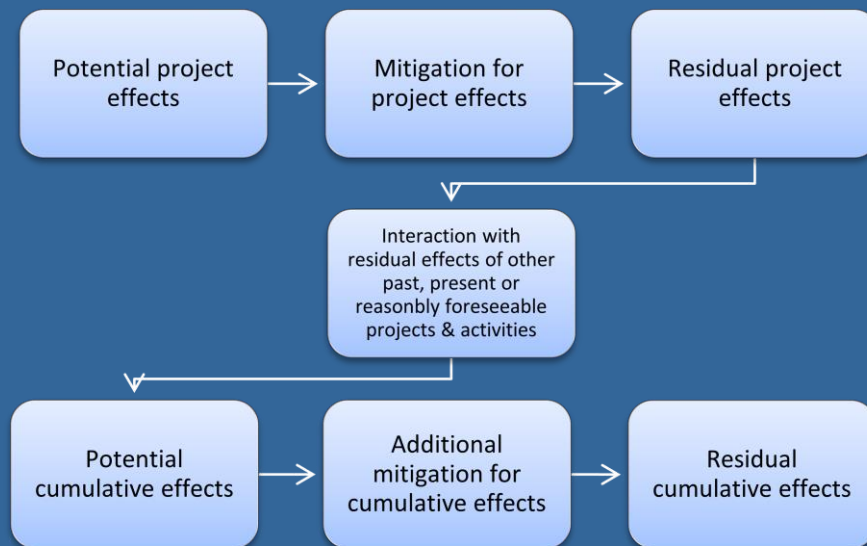 Potential project
effects
Mitigation for
project effects
Residual project
effects
Interaction with
residual effects of other
past, present or
reasonbly foreseeable
projects & activities
Potential
cumulative effects
Additional
mitigation for
cumulative effects
Residual
cumulative effects